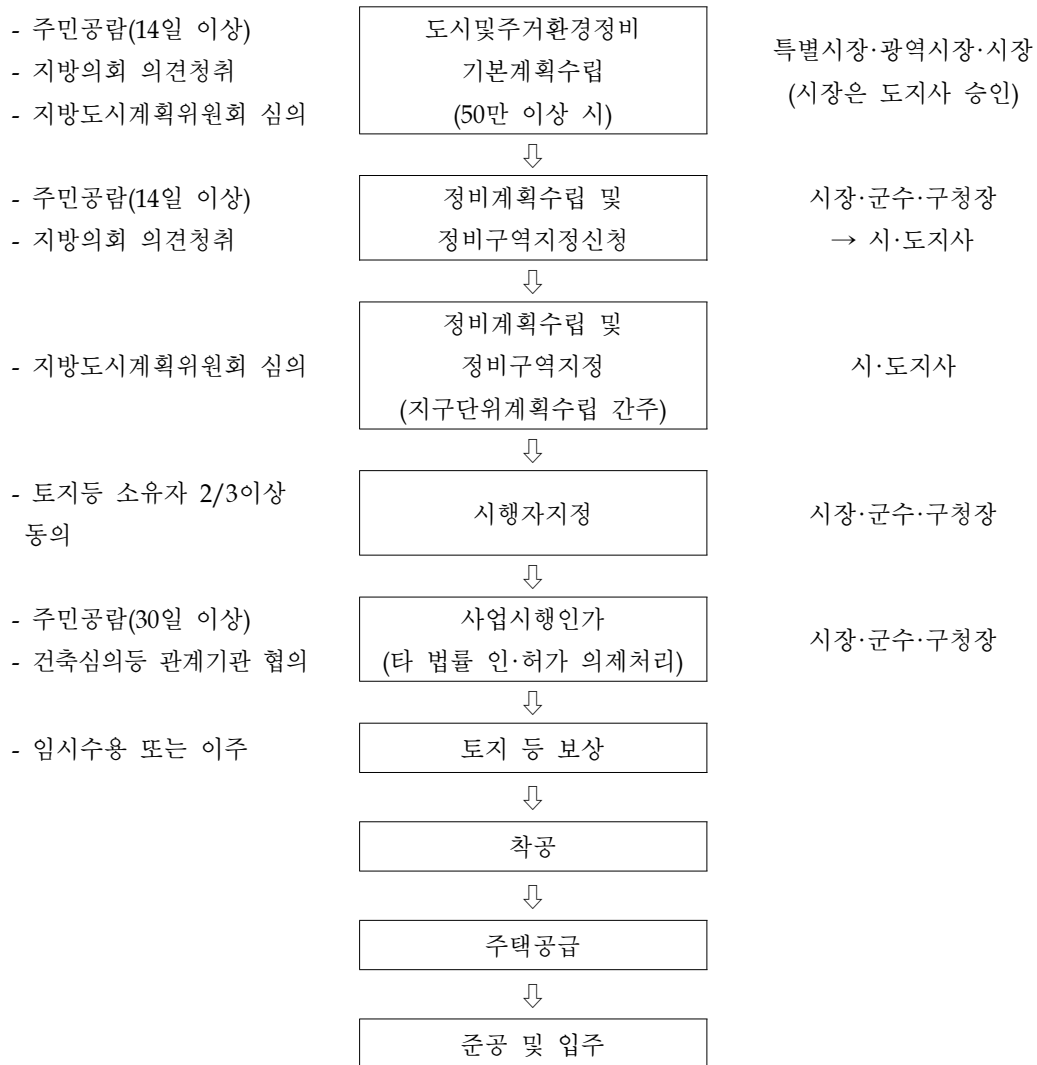 - 주민공람(14일 이상)
- 지방의회 의견청취
- 지방도시계획위원회 심의
도시및주거환경정비
기본계획수립
(50만 이상 시)
특별시장·광역시장·시장
(시장은 도지사 승인)
⇩
- 주민공람(14일 이상)
- 지방의회 의견청취
정비계획수립 및
정비구역지정신청
시장·군수·구청장
→ 시·도지사
⇩
- 지방도시계획위원회 심의
정비계획수립 및
정비구역지정
(지구단위계획수립 간주)
시·도지사
⇩
- 토지등 소유자 2/3이상
동의
시행자지정
시장·군수·구청장
⇩
- 주민공람(30일 이상)
- 건축심의등 관계기관 협의
사업시행인가
(타 법률 인·허가 의제처리)
시장·군수·구청장
⇩
- 임시수용 또는 이주
토지 등 보상
⇩
착공
⇩
주택공급
⇩
준공 및 입주